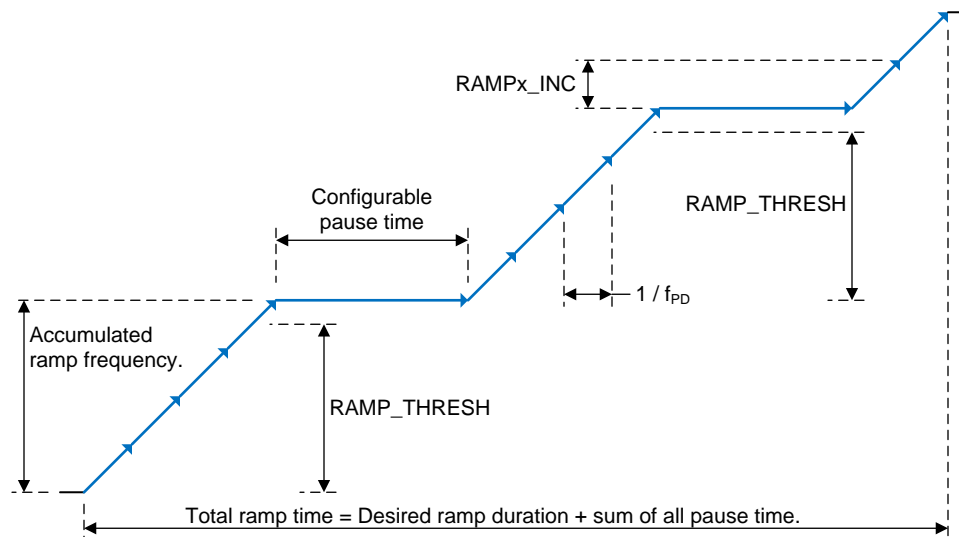 RAMPx_INC
Configurable
pause time
RAMP_THRESH
1 / fPD
Accumulated
ramp frequency.
RAMP_THRESH
Total ramp time = Desired ramp duration + sum of all pause time.